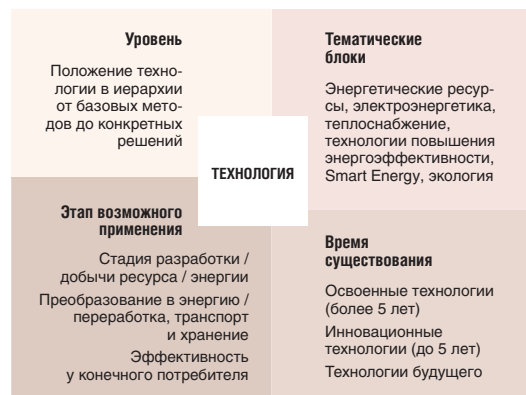 Уровень
Положение техно-
логии в иерархии
от базовых мето-
дов до конкретных
решений
Тематические
блоки
Энергетические ресур-
сы, электроэнергетика,
теплоснабжение,
технологии повышения
энергоэффективности,
Smart Energy, экология
ТЕХНОЛОГИЯ
Этап возможного
применения
Стадия разработки /
добычи ресурса / энергии
Преобразование в энергию /
переработка, транспорт
и хранение
Эффективность
у конечного потребителя
Время
существования
Освоенные технологии
(более 5 лет)
Инновационные
технологии (до 5 лет)
Технологии будущего